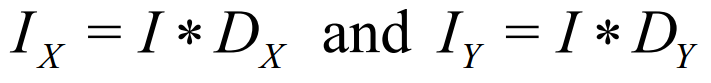 I_X = I * D_X and I_Y = I * D_Y